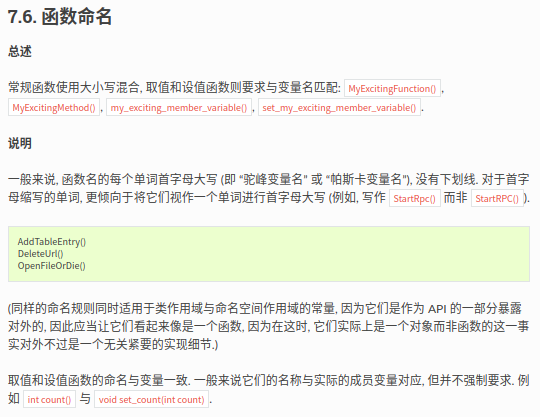 7.6. 函数命名
总述
常规函数使用大小写混合, 取值和设值函数则要求与变量名匹配: MyExcitingFunction(),
MyExcitingMethod(), my_exciting_member_variable(), set_my_exciting_member_variable().
说明
一般来说, 函数名的每个单词首字母大写 (即 “驼峰变量名” 或 “帕斯卡变量名”), 没有下划线. 对于首字
母缩写的单词, 更倾向于将它们视作一个单词进行首字母大写 (例如, 写作 StartRpc() 而非 StartRPC()).
AddTableEntry()
DeleteUrl()
OpenFileOrDie()
(同样的命名规则同时适用于类作用域与命名空间作用域的常量, 因为它们是作为 API 的一部分暴露
对外的, 因此应当让它们看起来像是一个函数, 因为在这时, 它们实际上是一个对象而非函数的这一事
实对外不过是一个无关紧要的实现细节.)
取值和设值函数的命名与变量一致. 一般来说它们的名称与实际的成员变量对应, 但并不强制要求. 例
如 int count() 与 void set_count(int count).